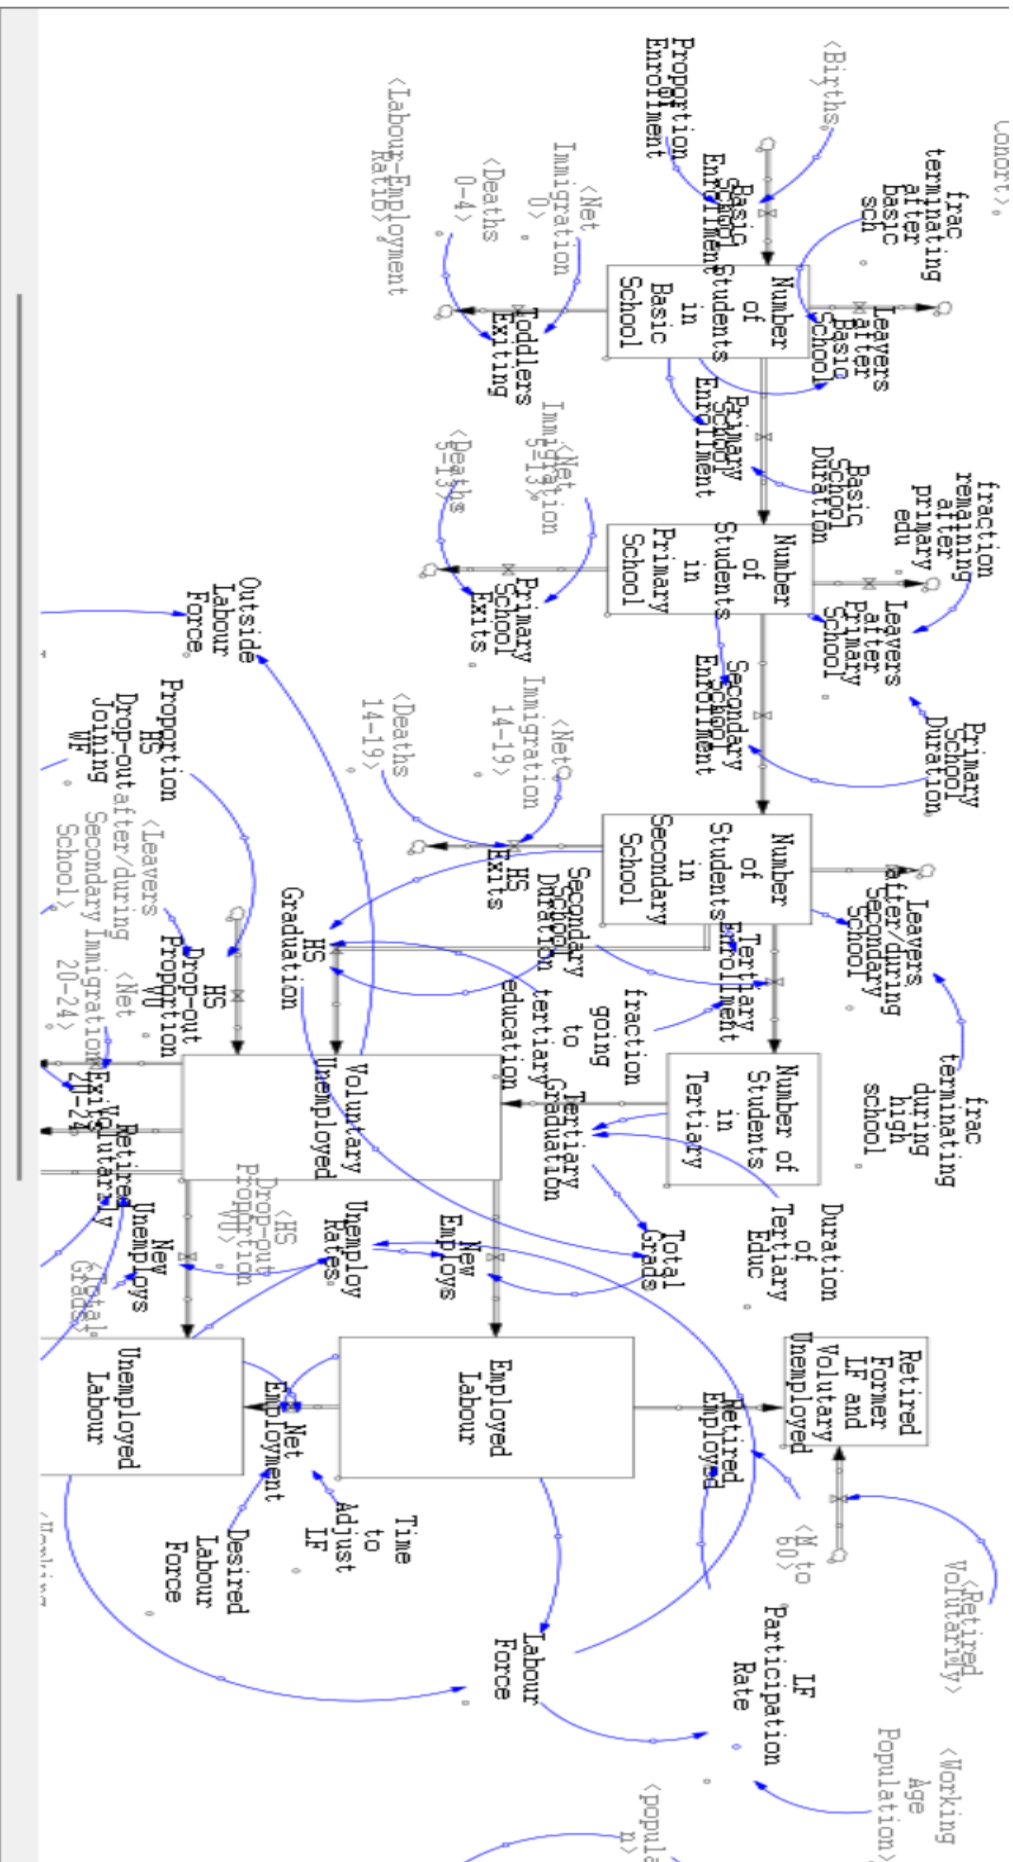 Cohort>
<Births>
frac
terminating
after
basic
sch
Proportion
Enrollment
Basic
School
Enrollment
Number
of
Students
in
Basic
School
Leavers
after
Basic
School
<Net
Immigration
0>
<Deaths
0-4>
Toddlers
Exiting
<Labour-Employment
Ratio>
Primary
School
Enrollment
Basic
School
Duration
fraction
remaining
after
primary
edu
Number
of
Students
in
Primary
School
Leavers
after
Primary
School
<Net
Immigration
5-13>
<Deaths
5-13>
Primary
School
Exits
Secondary
School
Enrollment
Primary
School
Duration
Number
of
Students
in
Secondary
School
Leavers
after/during
Secondary
School
<Net
Immigration
14-19>
<Deaths
14-19>
HS
Exits
Secondary
School
Duration
Tertiary
Enrollment
frac
terminating
during
high
school
fraction
going
to
tertiary
education
Number of
Students
in
Tertiary
Tertiary
Graduation
Duration
of
Tertiary
Educ
Total
Grads
HS
Graduation
Outside
Labour
Force
Proportion
HS
Drop-out
Joining
WF
<Leavers
after/during
Secondary
School>
HS
Drop-out
Proportion
VU
<Net
Immigration
20-24>
Exits
20-24
Voluntary
Unemployed
Retired
Volutarily
New
Unemploys
<HS
Drop-out
Proportion
VU>
Unemploy
Rates
New
Employs
<Total
Grads>
Unemployed
Labour
Employed
Labour
Net
Employment
Retired
Employed
Retired
Former
LF and
Volutary
Unemployed
Time
to
Adjust
LF
Desired
Labour
Force
<M to
60>
<Retired
Volutarily>
Labour
Force
LF
Participation
Rate
<Working
Age
Population>